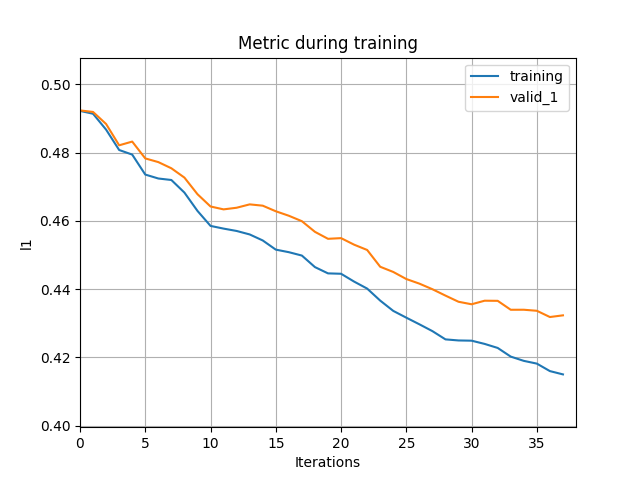 Metric during training
training
valid_1
0.50
0.48
0.46
0.44
0.42
0.40
l1
0 5 10 15 20 25 30 35
Iterations